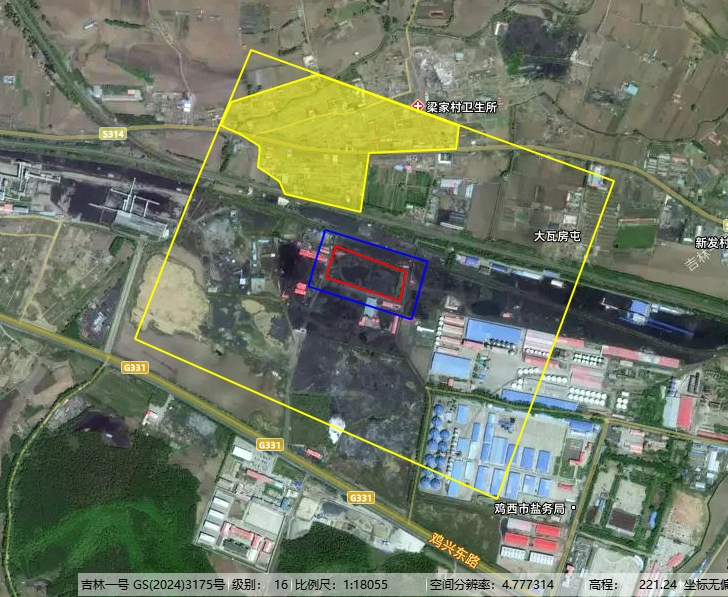 梁家村卫生所
S314
大瓦房屯
新发村
吉林一
G331
G331
G331
鸡西市盐务局
鸡兴东路
吉林一号 GS(2024)3175号 级别： 16 比例尺：1:18055 空间分辨率：4.777314 高程： 221.24 坐标无偏